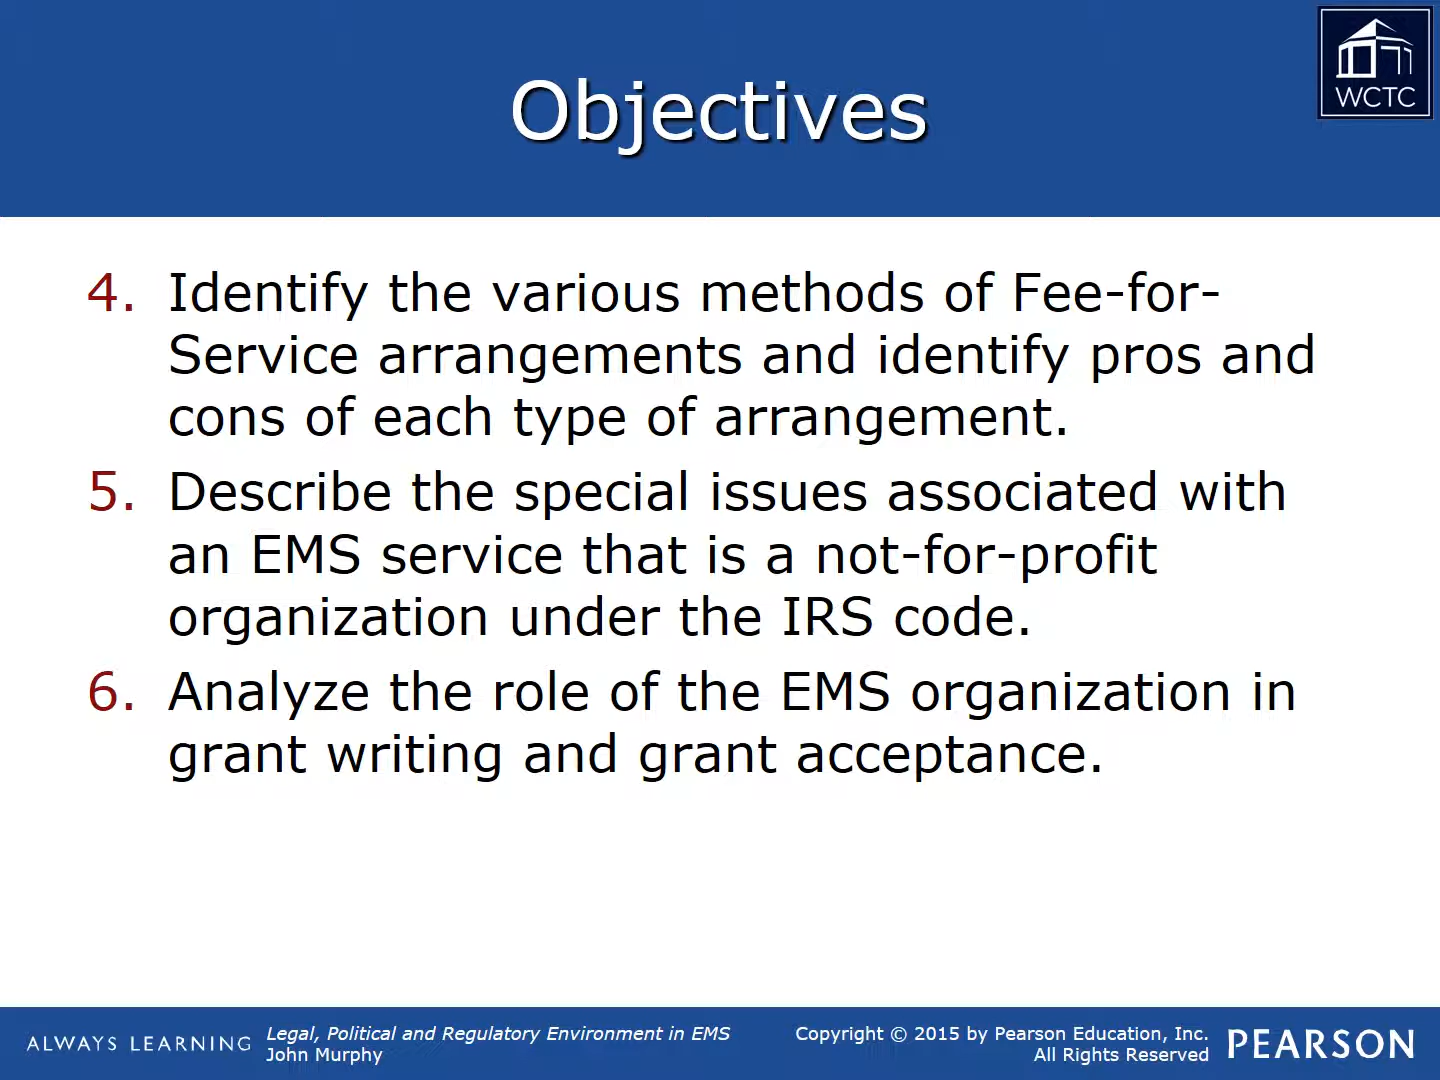 WCTC
Objectives
4. Identify the various methods of Fee-for-
Service arrangements and identify pros and
cons of each type of arrangement.
5. Describe the special issues associated with
an EMS service that is a not-for-profit
organization under the IRS code.
6. Analyze the role of the EMS organization in
grant writing and grant acceptance.
ALWAYS LEARNING
Legal, Political and Regulatory Environment in EMS
John Murphy
Copyright © 2015 by Pearson Education, Inc.
All Rights Reserved
PEARSON